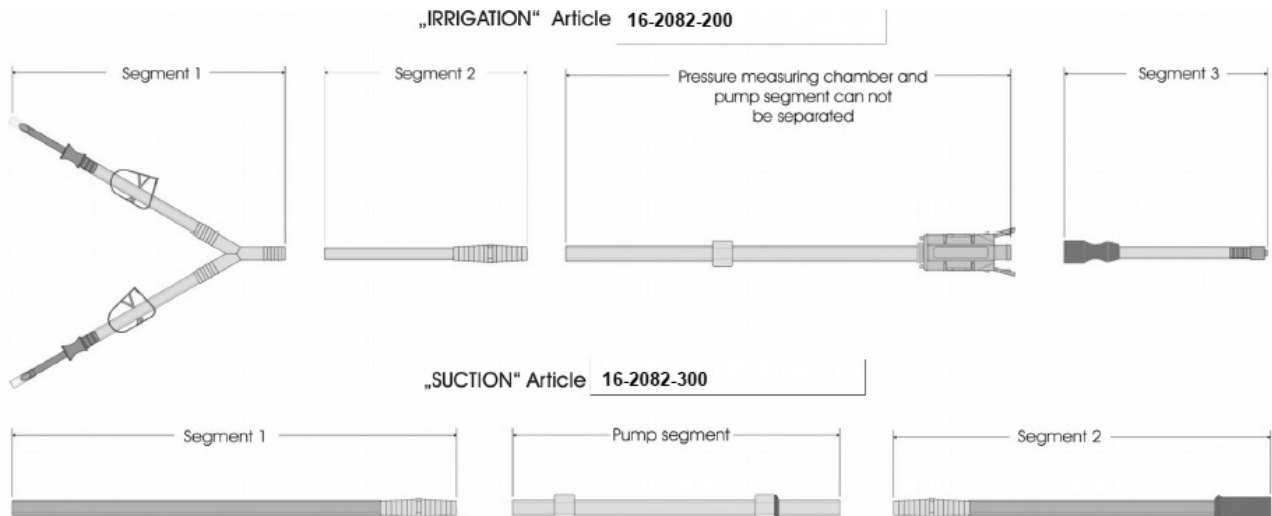 „IRRIGATION“ Article 16-2082-200
Segment 1
Segment 2
Pressure measuring chamber and
pump segment can not
be separated
Segment 3
„SUCTION“ Article 16-2082-300
Segment 1
Pump segment
Segment 2